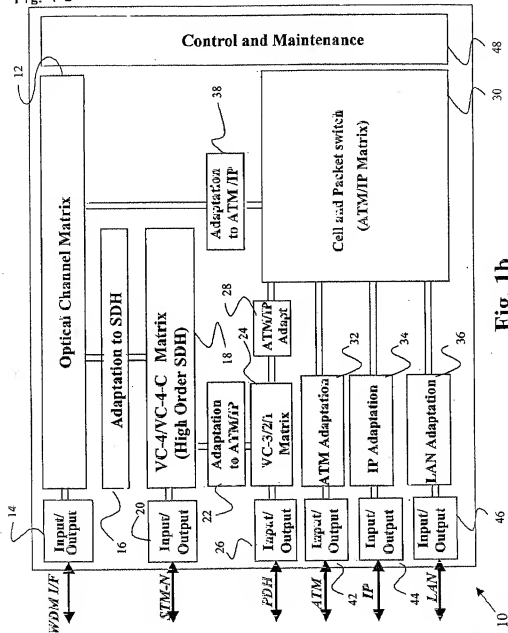 Control and Maintenance
48
12
Optical Channel Matrix
38
Adaptation
to ATM /IP
30
Cell and Packet switch
(ATM/IP Matrix)
Adaptation to SDH
VC-4/VC-4-C Matrix
(High Order SDH)
18
28
ATM/IP
Adapt
24
Adaptation
to ATM/IP
22
VC-3/2/1
Matrix
ATM Adaptation
32
IP Adaptation
34
LAN Adaptation
36
14
Input/
Output
16
20
Input/
Output
26
Input/
Output
Input/
Output
42
Input/
Output
44
Input/
Output
46
WDM I/F
STM-N
PDH
ATM
IP
LAN
10
Fig. 1b